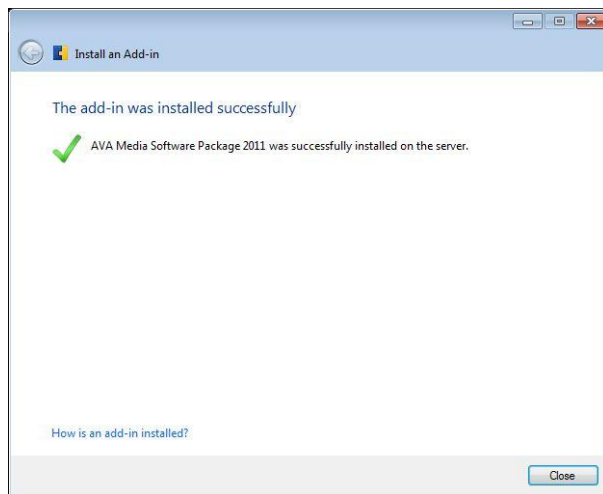 Install an Add-in
The add-in was installed successfully
AVA Media Software Package 2011 was successfully installed on the server.
How is an add-in installed?
Close